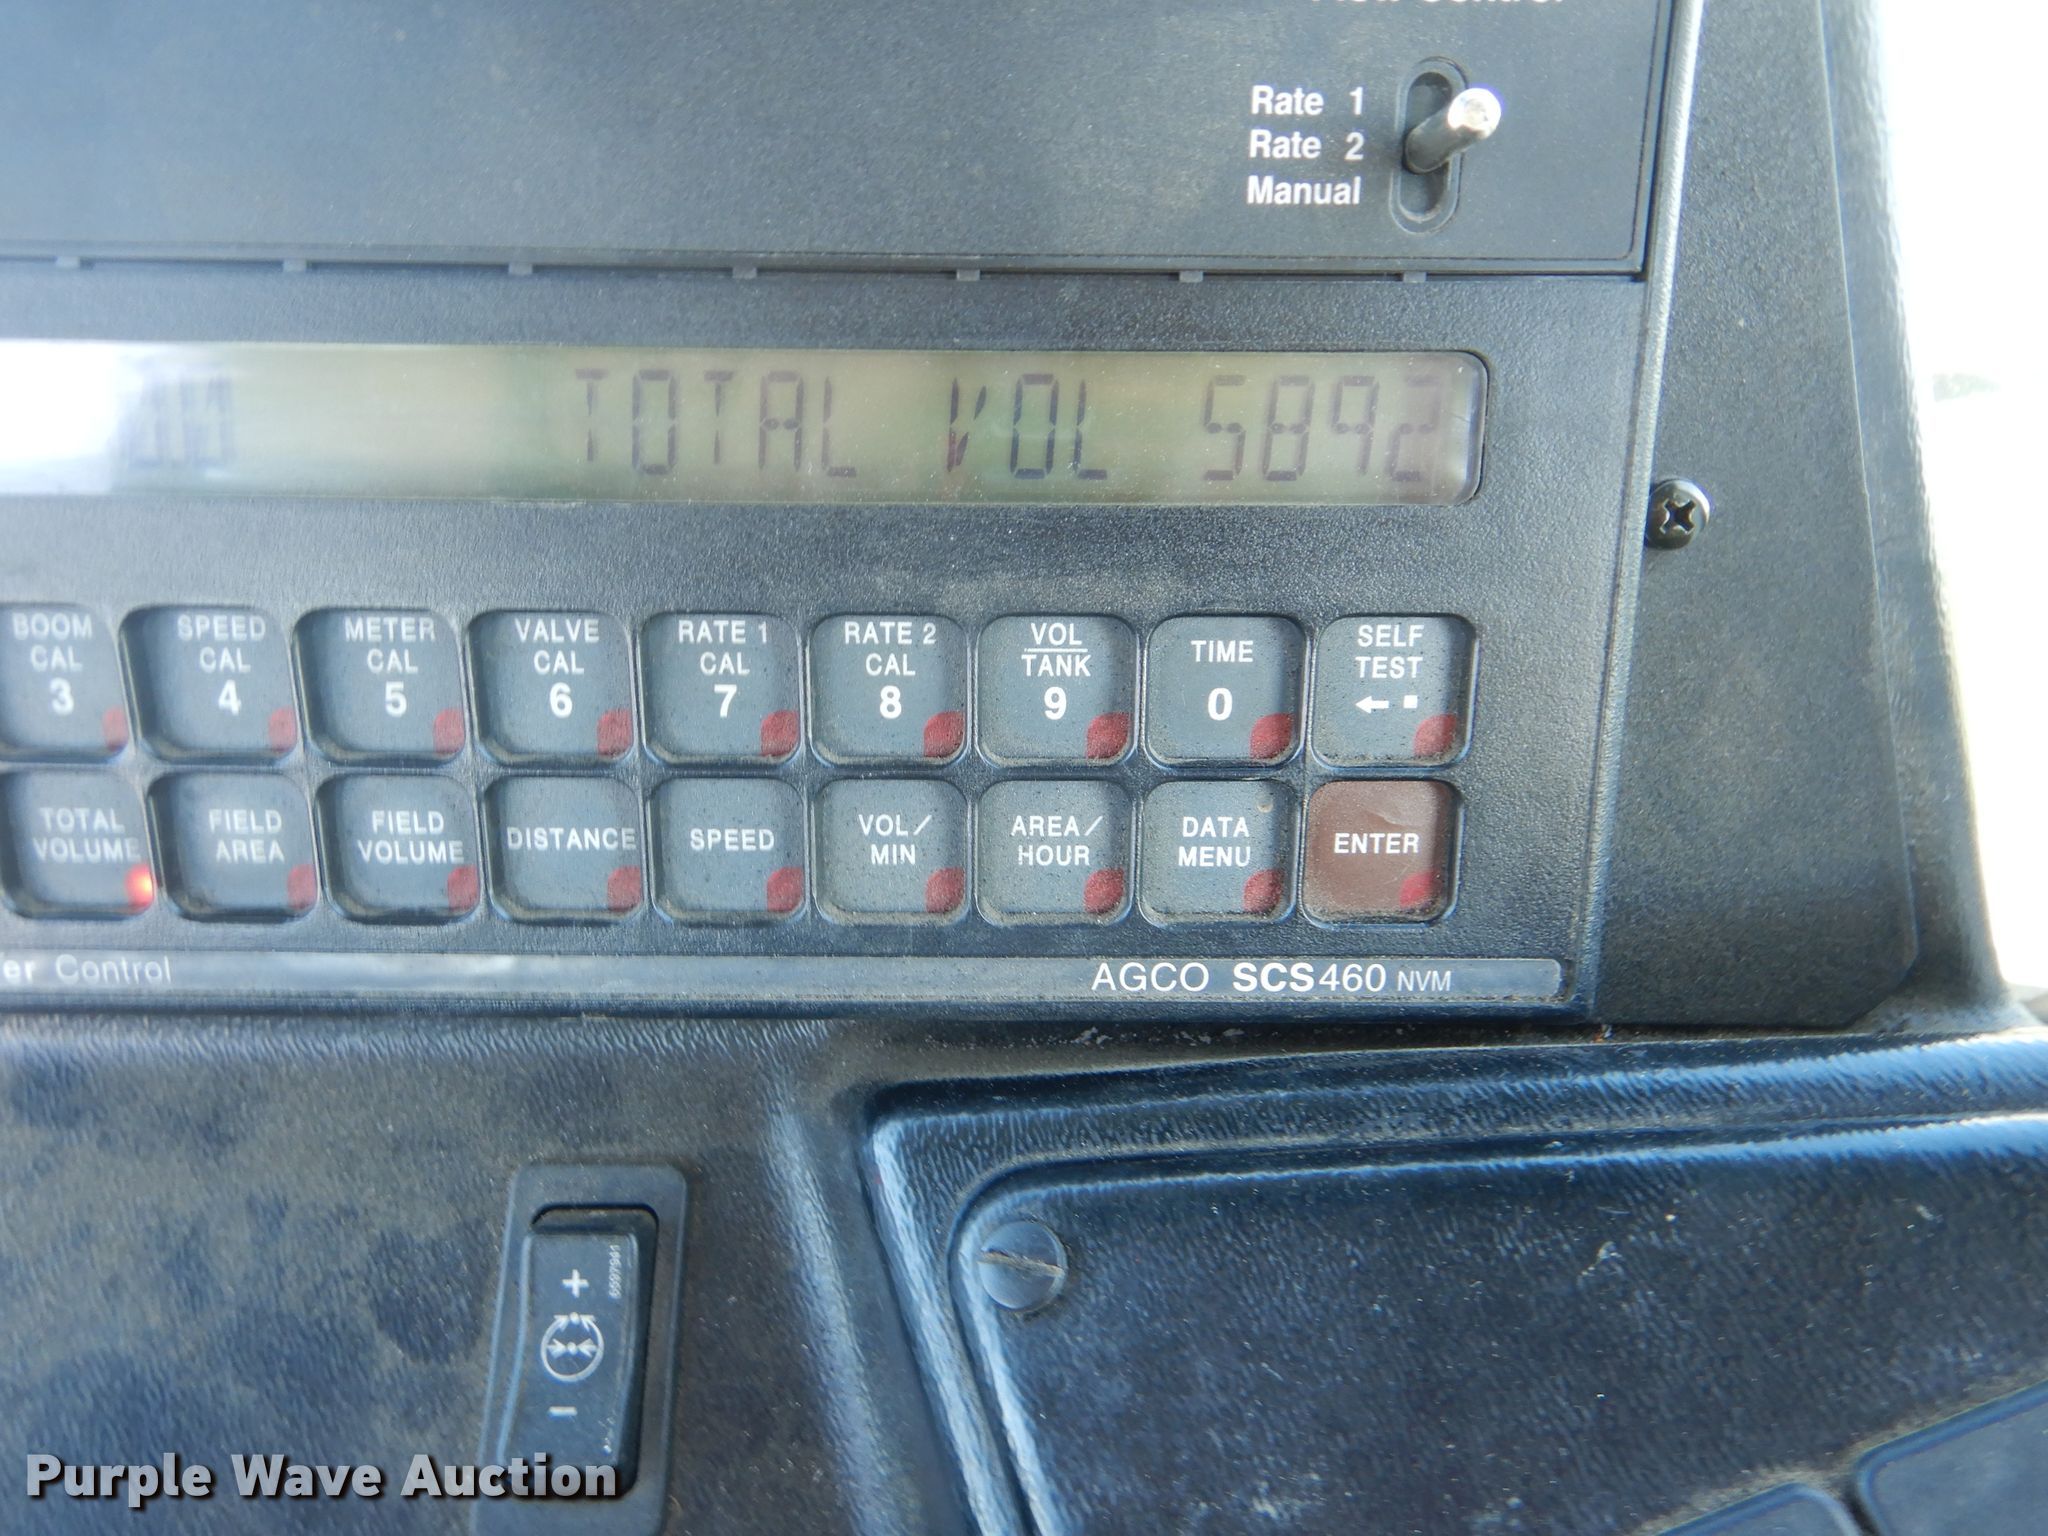 Rate 1
Rate 2
Manual
TOTAL VOL 5892
BOOM
CAL
3
SPEED
CAL
4
METER
CAL
5
VALVE
CAL
6
RATE 1
CAL
7
RATE 2
CAL
8
VOL
TANK
9
TIME
0
SELF
TEST
← ▪
TOTAL
VOLUME
FIELD
AREA
FIELD
VOLUME
DISTANCE
SPEED
VOL/
MIN
AREA/
HOUR
DATA
MENU
ENTER
er Control
AGCO SCS460 NVM
+
-
Purple Wave Auction